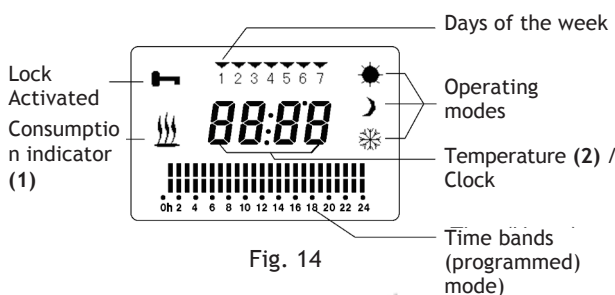 Days of the week
Lock
Activated
1 2 3 4 5 6 7
Operating
modes
Consumptio
n indicator
(1)
88:88
Temperature (2) /
Clock
0h 2 4 6 8 10 12 14 16 18 20 22 24
Time bands
(programmed)
mode)
Fig. 14